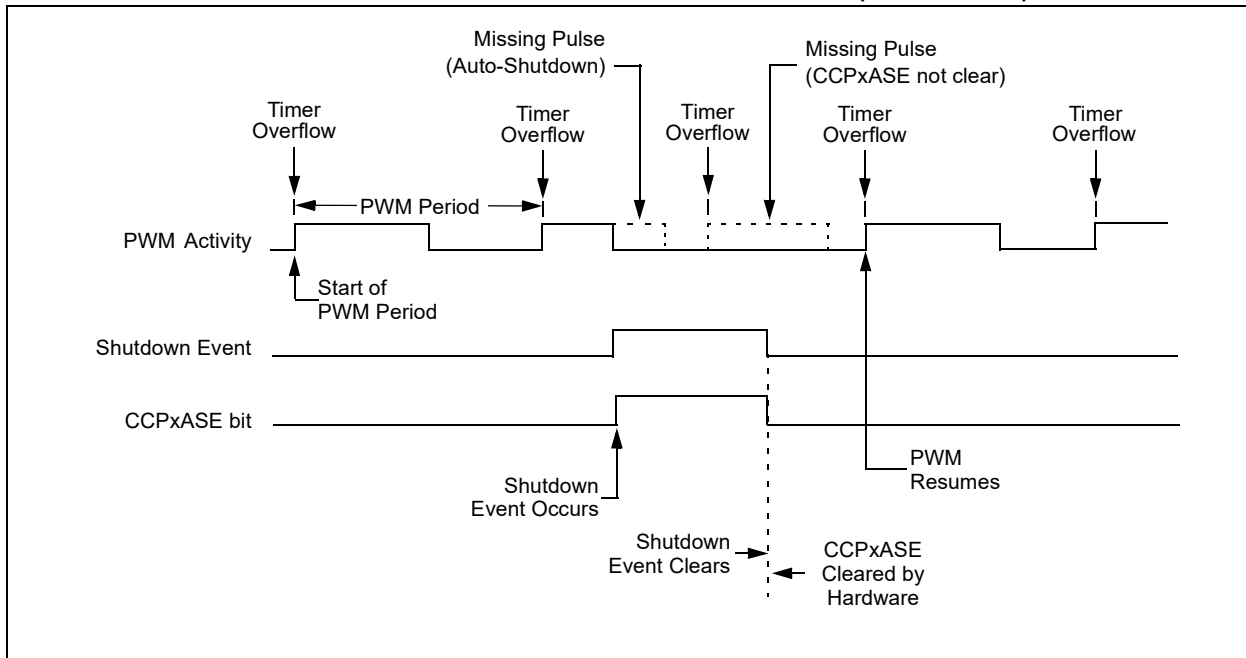 Missing Pulse
(Auto-Shutdown)
Missing Pulse
(CCPxASE not clear)
Timer
Overflow
Timer
Overflow
Timer
Overflow
Timer
Overflow
Timer
Overflow
PWM Period
PWM Activity
Start of
PWM Period
Shutdown Event
CCPxASE bit
Shutdown
Event Occurs
PWM
Resumes
Shutdown
Event Clears
CCPxASE
Cleared by
Hardware